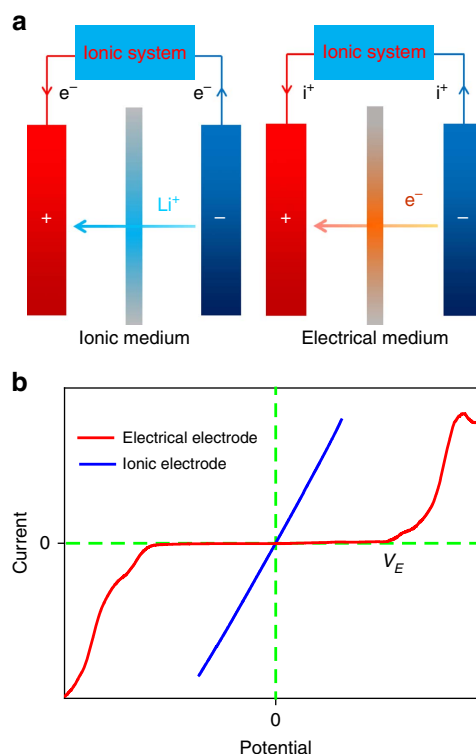 a
Ionic system
Ionic system
e⁻
e⁻
i⁺
i⁺
Li⁺
e⁻
+
−
+
−
Ionic medium
Electrical medium
b
Electrical electrode
Ionic electrode
Current
0
V_E
0
Potential